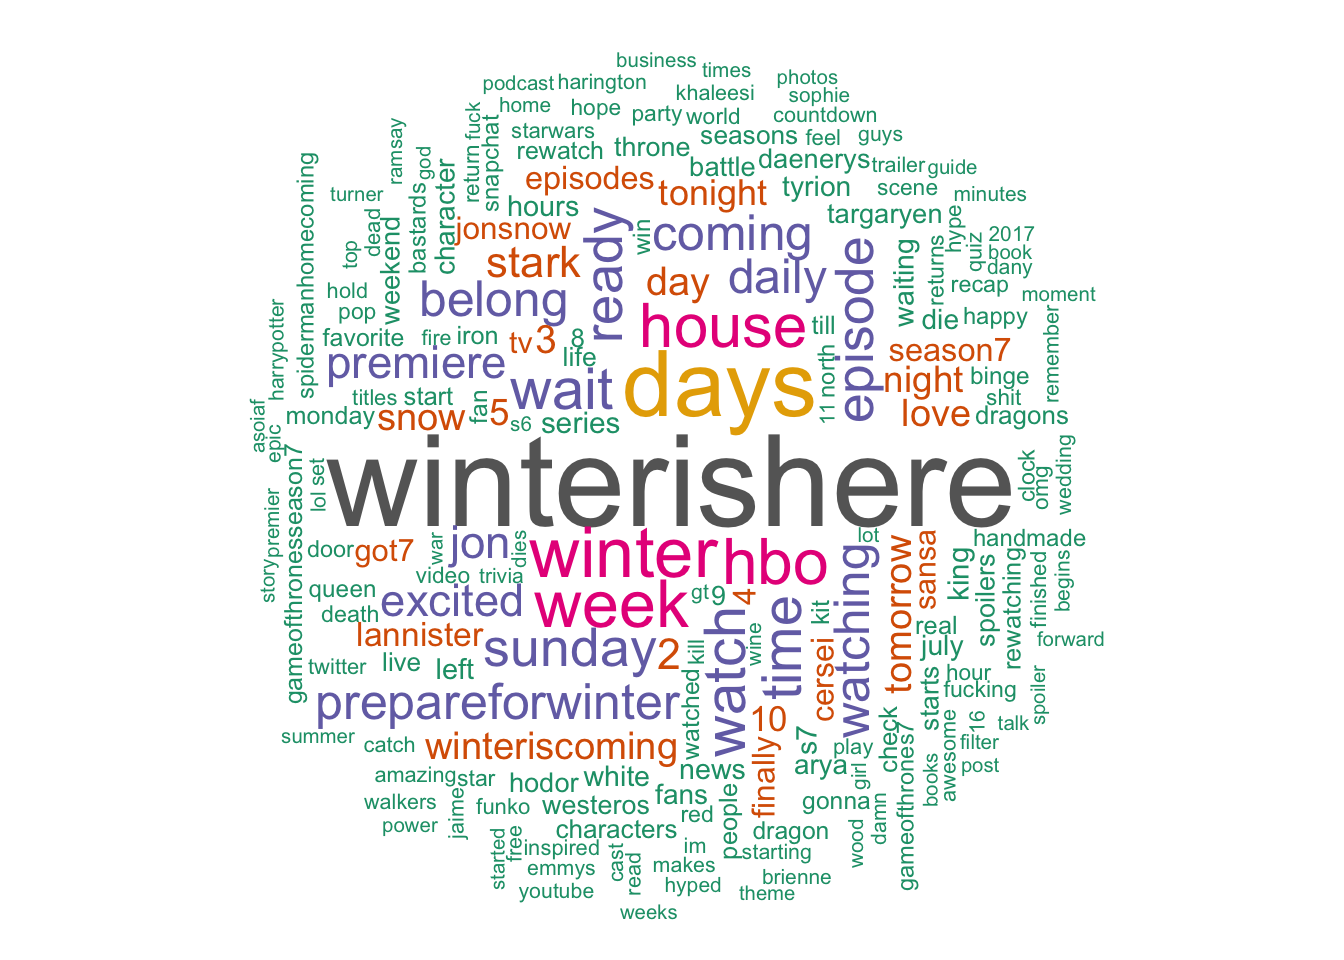 business
times
photos
podcast
harington
khaleesi
sophie
home
hope
party
world
countdown
starwars
seasons
feel
guys
rewatch
throne
battle
daenerys
trailer
guide
episodes
tonight
tyrion
scene
minutes
hours
targaryen
ramsay
god
return
fuck
snapchat
character
bastards
dead
weekend
top
turner
spidermanhomecoming
jonsnow
win
coming
ready
stark
day
daily
episode
waiting
returns
hype
quiz
2017
book
dany
recap
moment
hold
pop
belong
house
till
die
happy
favorite
fire
iron
tv
3
8
life
season7
remember
harrypotter
premiere
wait
days
north
11
night
binge
shit
titles
start
monday
snow
fan
5
s6
series
love
dragons
asoiaf
epic
winterishere
lol
set
clock
omg
wedding
gameofthronesseason7
premier
story
door
got7
war
jon
dies
winter
hbo
lot
handmade
video
trivia
queen
death
excited
week
gt
9
4
watching
tomorrow
sansa
king
spoilers
rewatching
finished
begins
lannister
sunday
2
kill
watch
wine
time
kit
cersei
real
july
forward
twitter
live
left
hour
fucking
spoiler
prepareforwinter
watched
10
starts
16
talk
summer
catch
winteriscoming
s7
play
check
filter
amazing
star
hodor
white
news
finally
arya
girl
gameofthrones7
books
awesome
post
walkers
jaime
funko
westeros
fans
people
gonna
power
characters
red
dragon
wood
damn
started
free
inspired
cast
read
im
starting
emmys
makes
brienne
youtube
hyped
theme
weeks